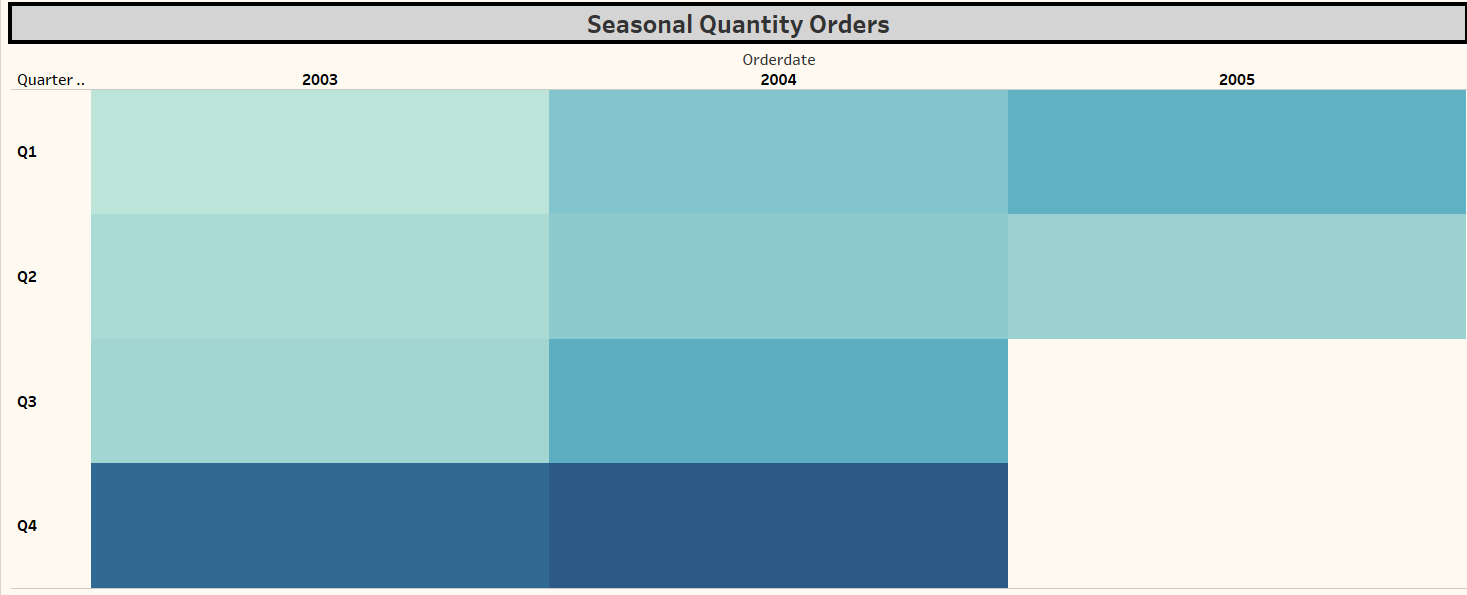 Seasonal Quantity Orders
Orderdate
Quarter .. 2003 2004 2005
Q1
Q2
Q3
Q4